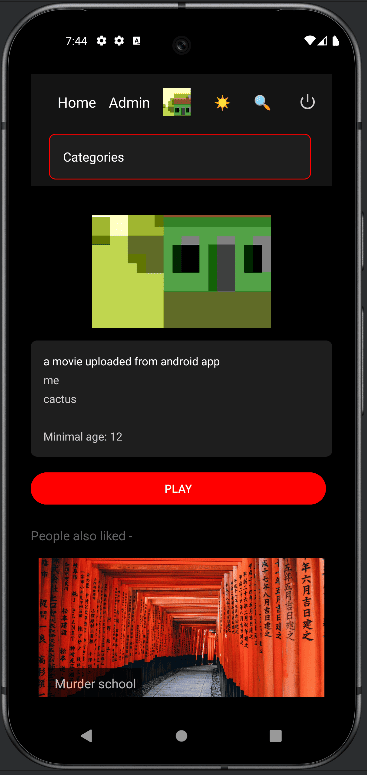 7:44
Home Admin
Categories
a movie uploaded from android app
me
cactus
Minimal age: 12
PLAY
People also liked -
Murder school